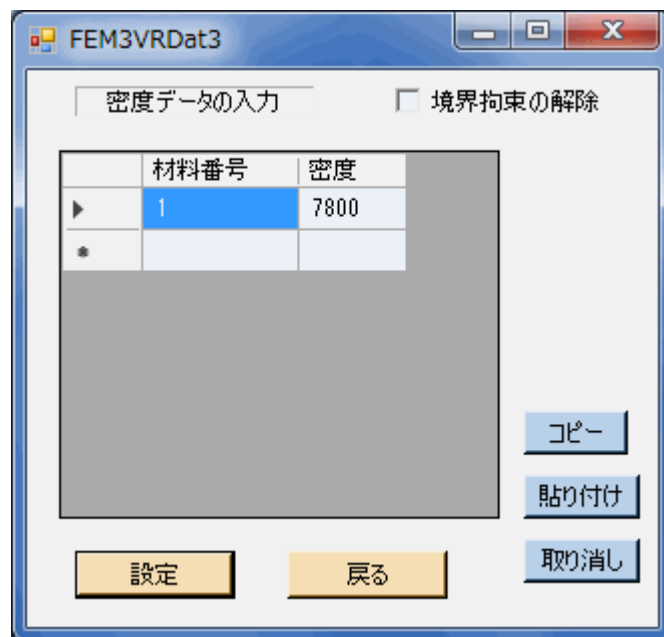 FEM3VRDat3
密度データの入力 境界拘束の解除
材料番号 密度
1 7800
コピー
貼り付け
取り消し
設定 戻る